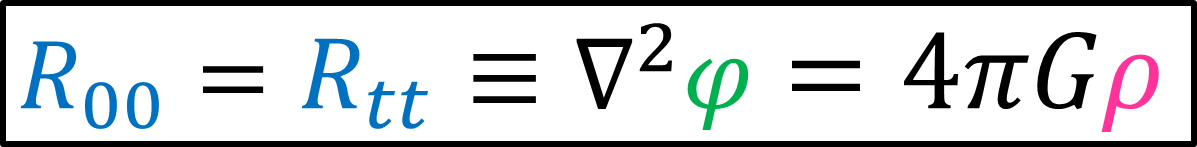 R₀₀ = Rₜₜ ≡ ∇²φ = 4πGρ